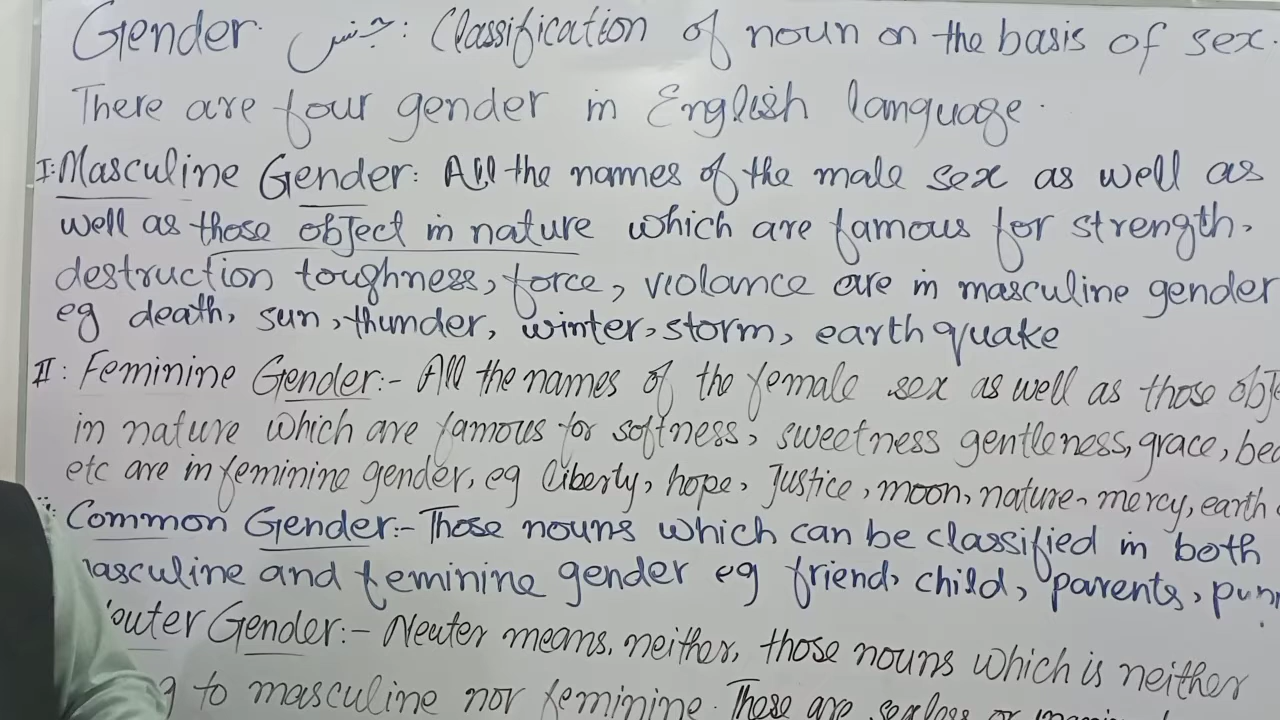 Gender. جنس: Classification of noun on the basis of sex.
There are four gender in English language.
I: Masculine Gender: All the names of the male sex as well as
well as those object in nature which are famous for strength,
destruction toughness, force, violance are in masculine gender
eg death, sun, thunder, winter, storm, earthquake
II: Feminine Gender:- All the names of the female sex as well as those obje
in nature which are famous for softness, sweetness gentleness, grace, bea
etc are in feminine gender, eg liberty, hope, Justice, moon, nature, mercy, earth
Common Gender:- Those nouns which can be classified in both
asculine and feminine gender eg friend, child, parents,
outer Gender:- Neuter means, neither, those nouns which is neither
g to masculine nor feminine. These are sexless or